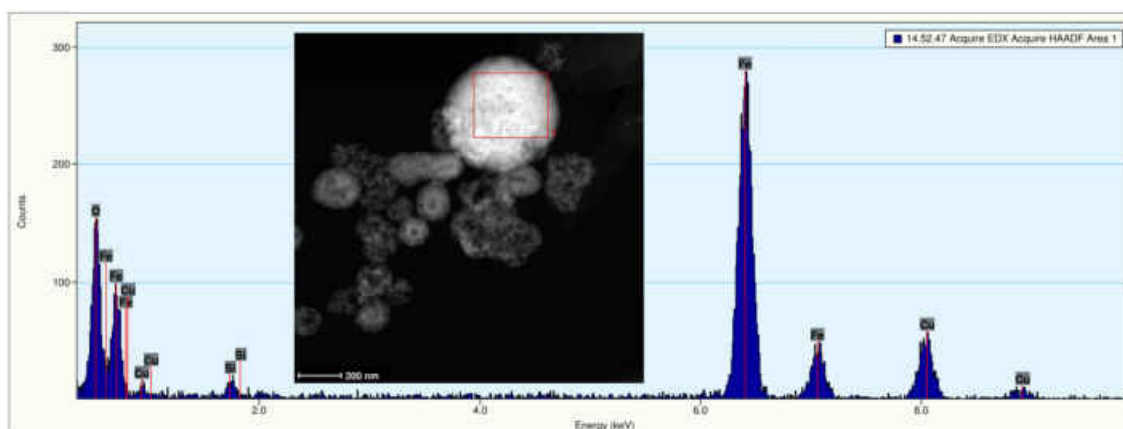 14.52.47 Acquire EDX Acquire HAADF Area 1
300
Fe
200
Counts
O
Fe
Fe
Cu
Fe
100
Cu
Cu
Si
Si
Fe
Cu
Cu
300 nm
2.0
4.0
6.0
8.0
Energy (keV)